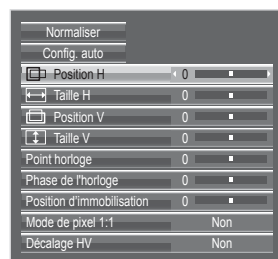 Normaliser
Config. auto
Position H 0
Taille H 0
Position V 0
Taille V 0
Point horloge 0
Phase de l'horloge 0
Position d'immobilisation 0
Mode de pixel 1:1 Non
Décalage HV Non